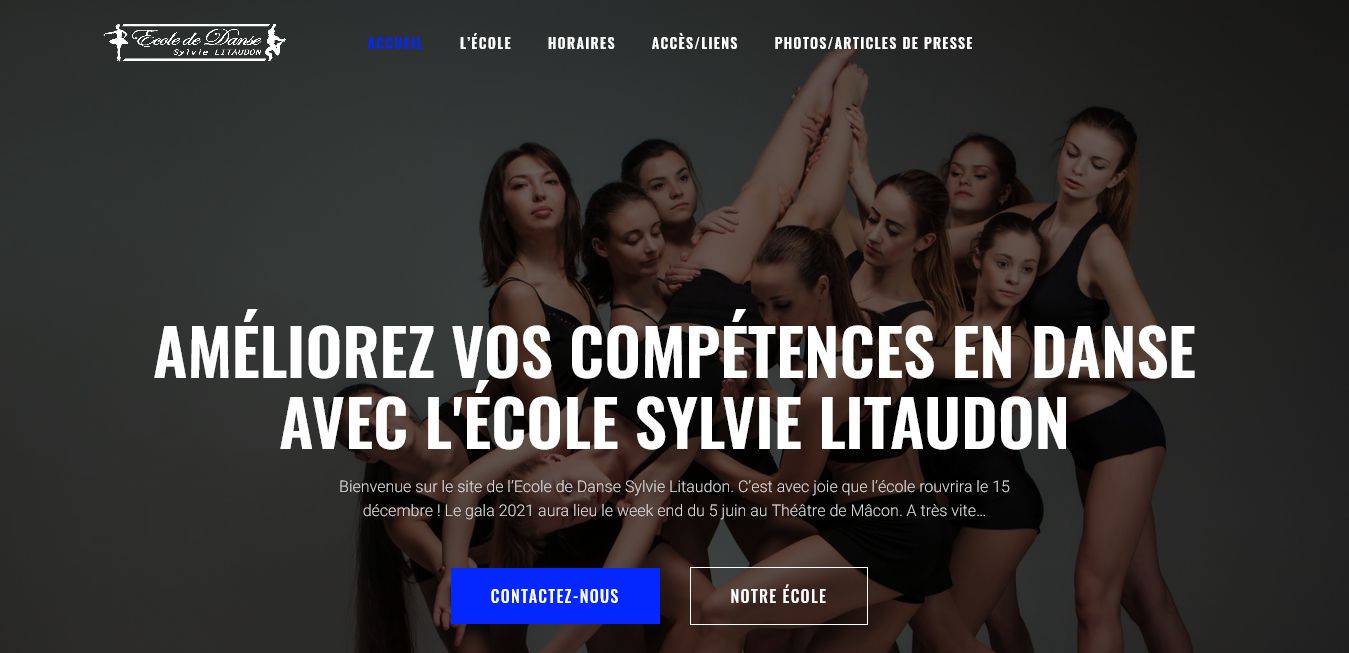 Ecole de Danse
Sylvie LITAUDON
ACCUEIL
L'ÉCOLE
HORAIRES
ACCÈS/LIENS
PHOTOS/ARTICLES DE PRESSE
AMÉLIOREZ VOS COMPÉTENCES EN DANSE
AVEC L'ÉCOLE SYLVIE LITAUDON
Bienvenue sur le site de l'Ecole de Danse Sylvie Litaudon. C'est avec joie que l'école rouvrira le 15
décembre ! Le gala 2021 aura lieu le week end du 5 juin au Théâtre de Mâcon. A très vite...
CONTACTEZ-NOUS
NOTRE ÉCOLE